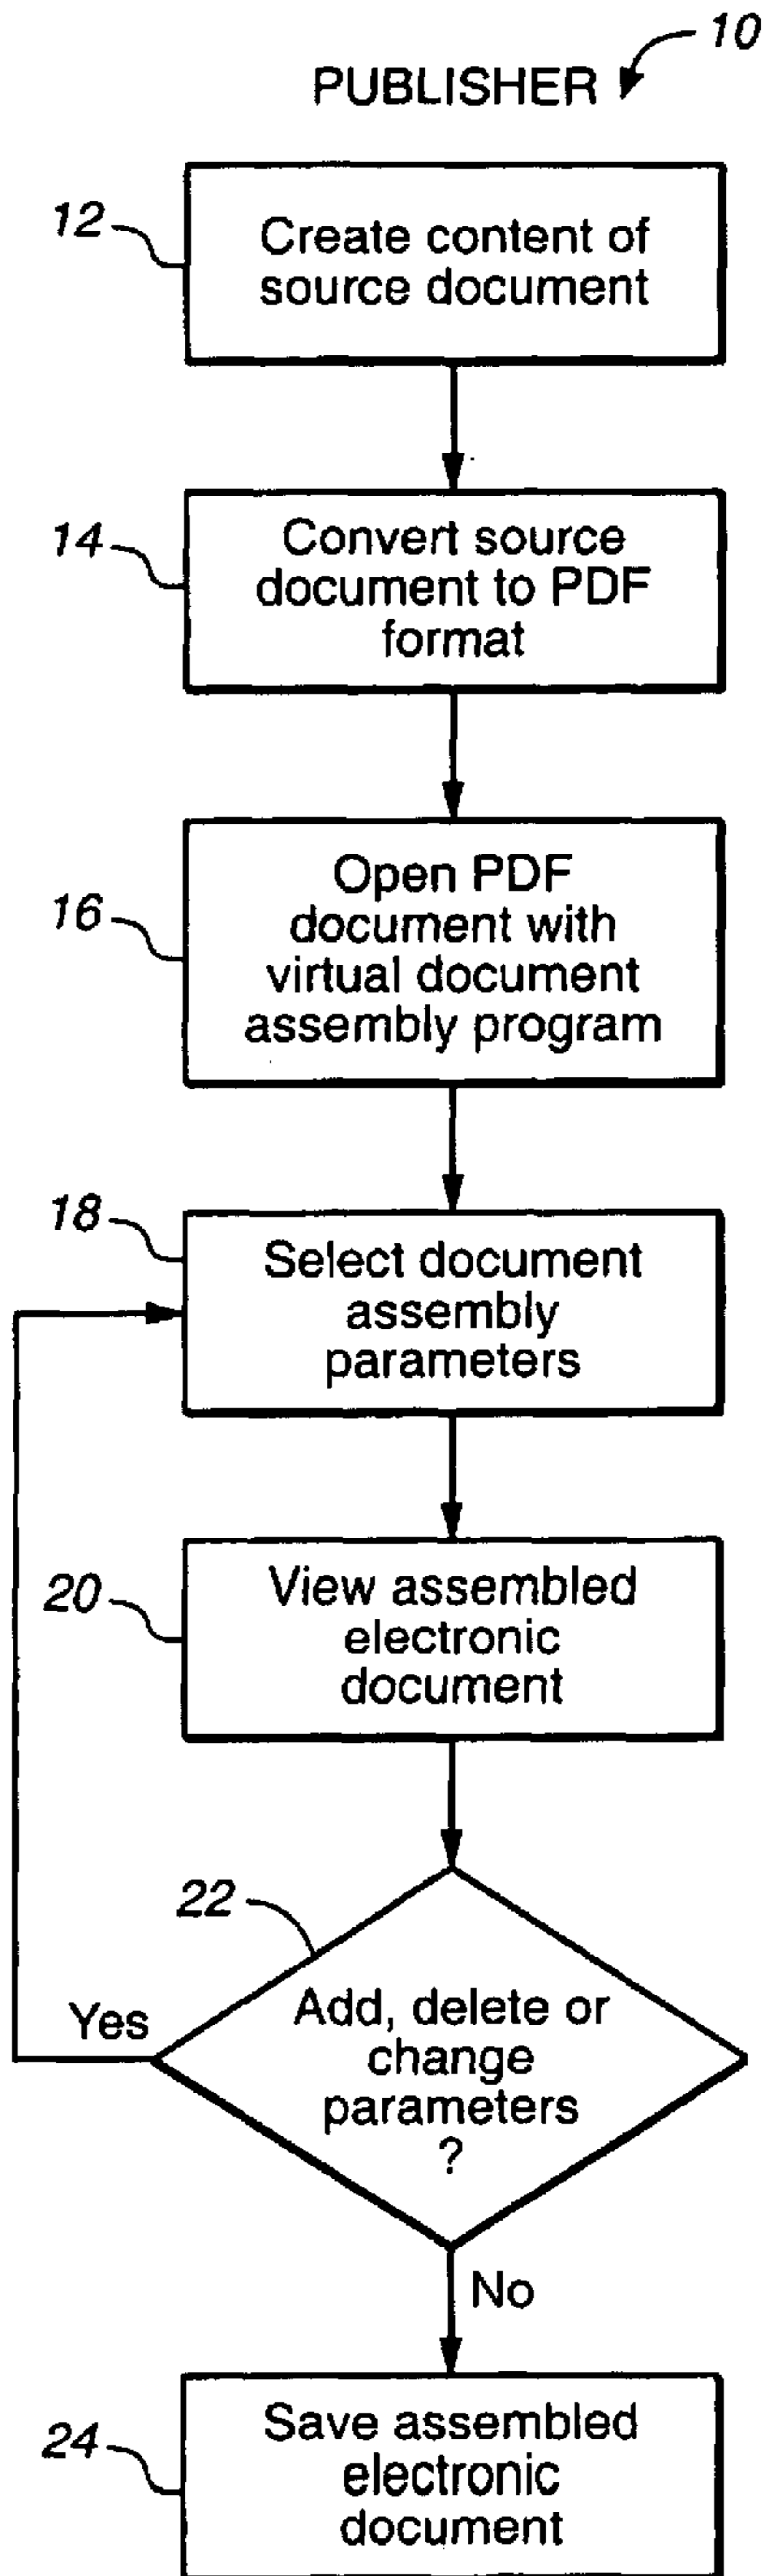 10
PUBLISHER
12
Create content of
source document
14
Convert source
document to PDF
format
16
Open PDF
document with
virtual document
assembly program
18
Select document
assembly
parameters
20
View assembled
electronic
document
22
Yes
Add, delete or
change
parameters
?
No
24
Save assembled
electronic
document